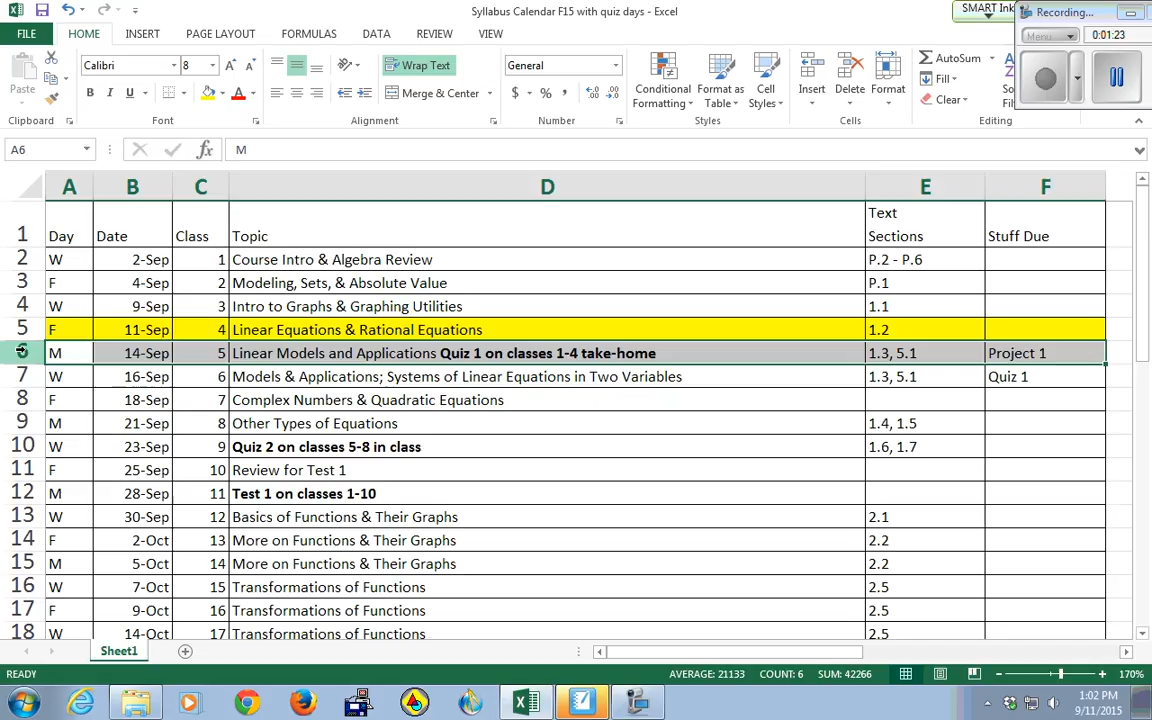 Syllabus Calendar F15 with quiz days - Excel
SMART Ink
Recording...
Menu
0:01:23
FILE HOME INSERT PAGE LAYOUT FORMULAS DATA REVIEW VIEW
Calibri 8 Wrap Text General AutoSum
Paste Conditional Formatting Format as Table Cell Styles Insert Delete Format Fill
B I U A Merge & Center $ % Clear
Clipboard Font Alignment Number Styles Cells Editing
A6 fx M
A B C D E F
1 Day Date Class Topic Text Sections Stuff Due
2 W 2-Sep 1 Course Intro & Algebra Review P.2 - P.6
3 F 4-Sep 2 Modeling, Sets, & Absolute Value P.1
4 W 9-Sep 3 Intro to Graphs & Graphing Utilities 1.1
5 F 11-Sep 4 Linear Equations & Rational Equations 1.2
6 M 14-Sep 5 Linear Models and Applications Quiz 1 on classes 1-4 take-home 1.3, 5.1 Project 1
7 W 16-Sep 6 Models & Applications; Systems of Linear Equations in Two Variables 1.3, 5.1 Quiz 1
8 F 18-Sep 7 Complex Numbers & Quadratic Equations
9 M 21-Sep 8 Other Types of Equations 1.4, 1.5
10 W 23-Sep 9 Quiz 2 on classes 5-8 in class 1.6, 1.7
11 F 25-Sep 10 Review for Test 1
12 M 28-Sep 11 Test 1 on classes 1-10
13 W 30-Sep 12 Basics of Functions & Their Graphs 2.1
14 F 2-Oct 13 More on Functions & Their Graphs 2.2
15 M 5-Oct 14 More on Functions & Their Graphs 2.2
16 W 7-Oct 15 Transformations of Functions 2.5
17 F 9-Oct 16 Transformations of Functions 2.5
18 W 14-Oct 17 Transformations of Functions 2.5
Sheet1
READY AVERAGE: 21133 COUNT: 6 SUM: 42266 170%
1:02 PM
9/11/2015